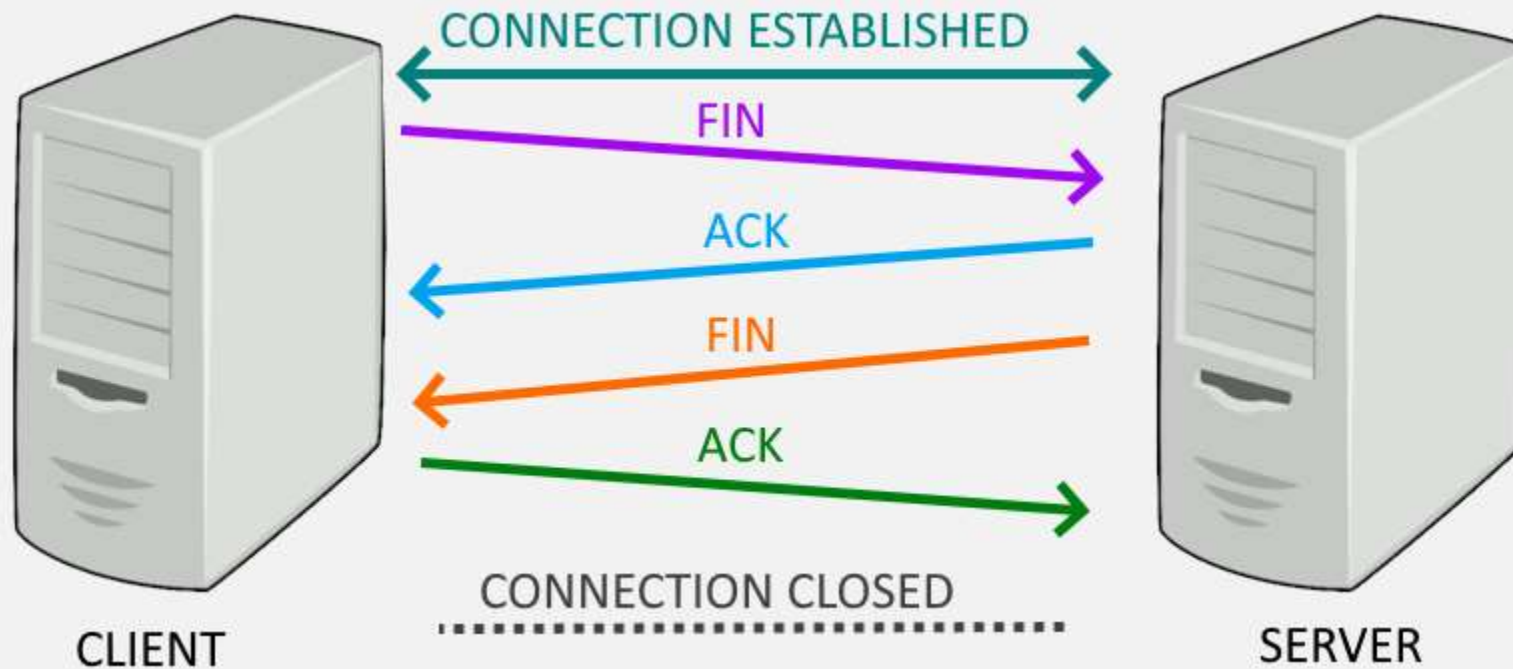 CONNECTION ESTABLISHED
FIN
ACK
FIN
ACK
CONNECTION CLOSED
CLIENT
SERVER